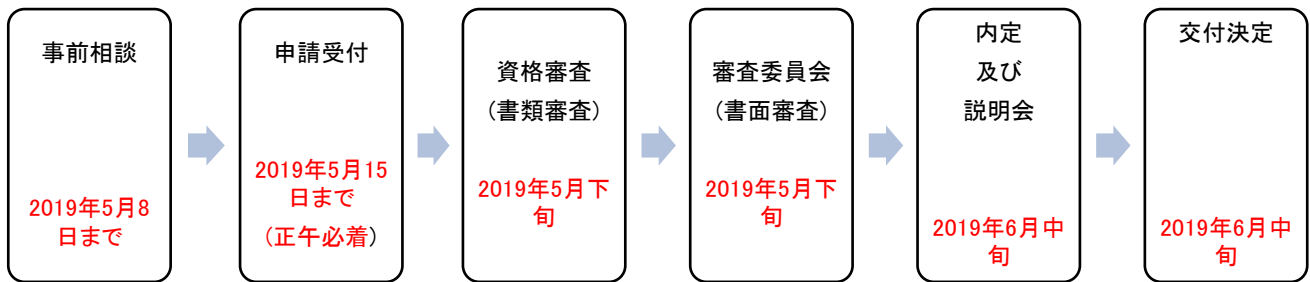 事前相談
2019年5月8
日まで
申請受付
2019年5月15
日まで
(正午必着)
資格審査
(書類審査)
2019年5月下
旬
審査委員会
(書面審査)
2019年5月下
旬
内定
及び
説明会
2019年6月中
旬
交付決定
2019年6月中
旬